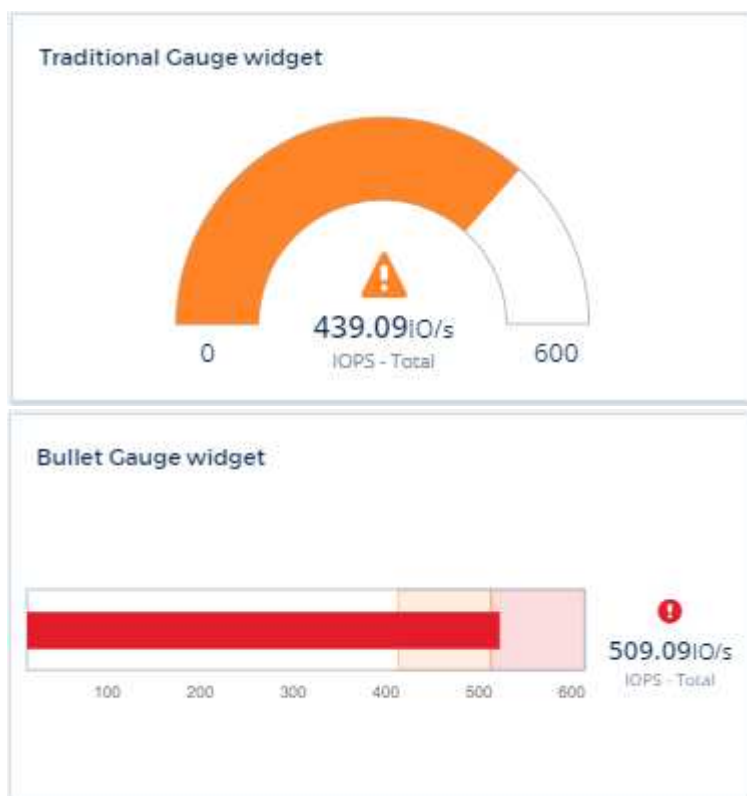 Traditional Gauge widget
439.09IO/s
0
IOPS - Total
600
Bullet Gauge widget
509.09IO/s
IOPS - Total
100 200 300 400 500 600